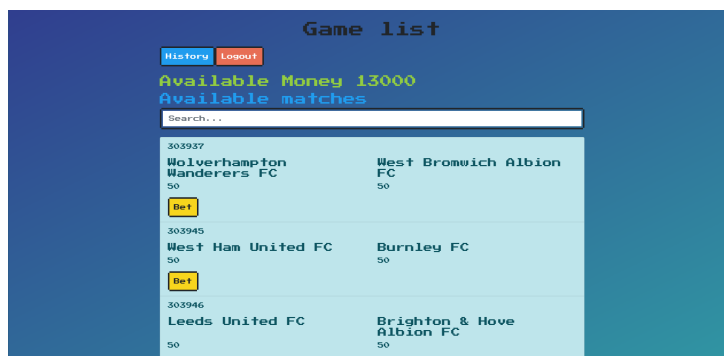 Game list
History Logout
Available Money 13000
Available matches
Search...
303937
Wolverhampton Wanderers FC
West Bromwich Albion FC
50 50
Bet
303945
West Ham United FC Burnley FC
50 50
Bet
303946
Leeds United FC
Brighton & Hove Albion FC
50 50